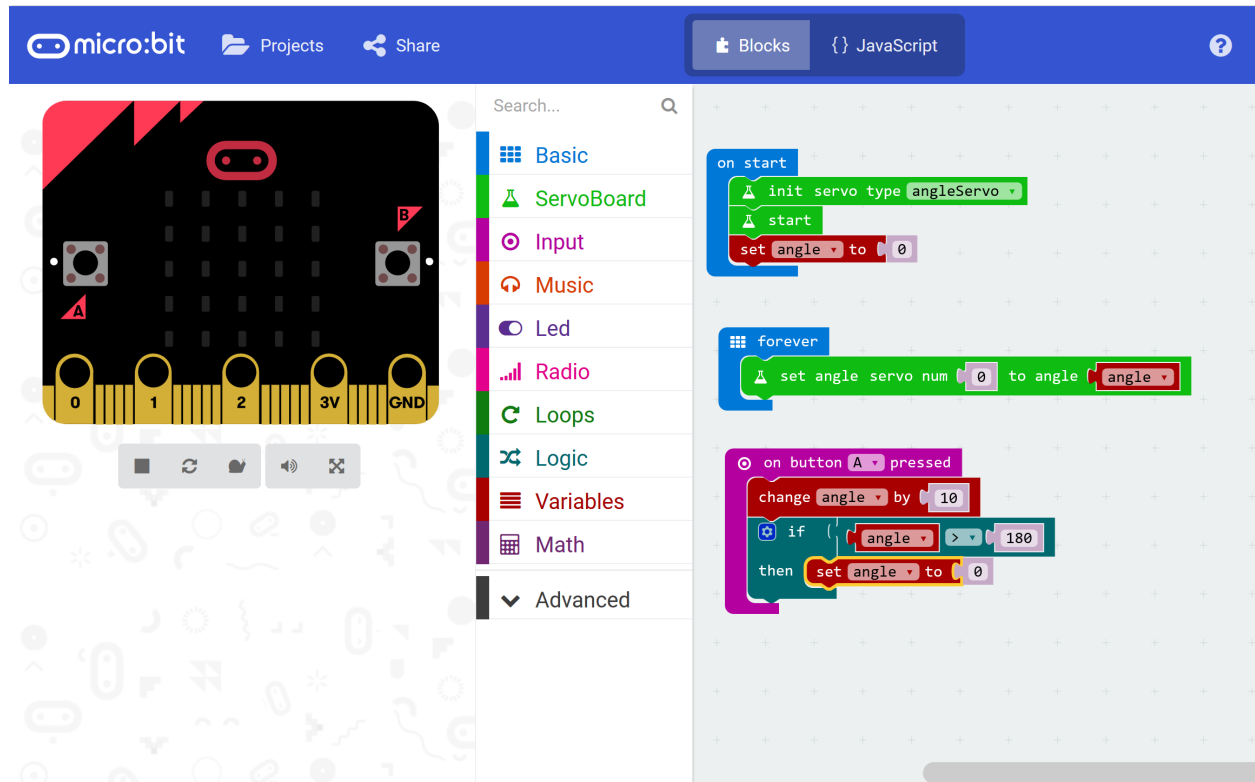 micro:bit Projects Share Blocks {} JavaScript ?
Search...
Basic
ServoBoard
Input
Music
Led
Radio
Loops
Logic
Variables
Math
Advanced
B
A
0 1 2 3V GND
on start
init servo type angleServo
start
set angle to 0
forever
set angle servo num 0 to angle angle
on button A pressed
change angle by 10
if angle > 180
then set angle to 0